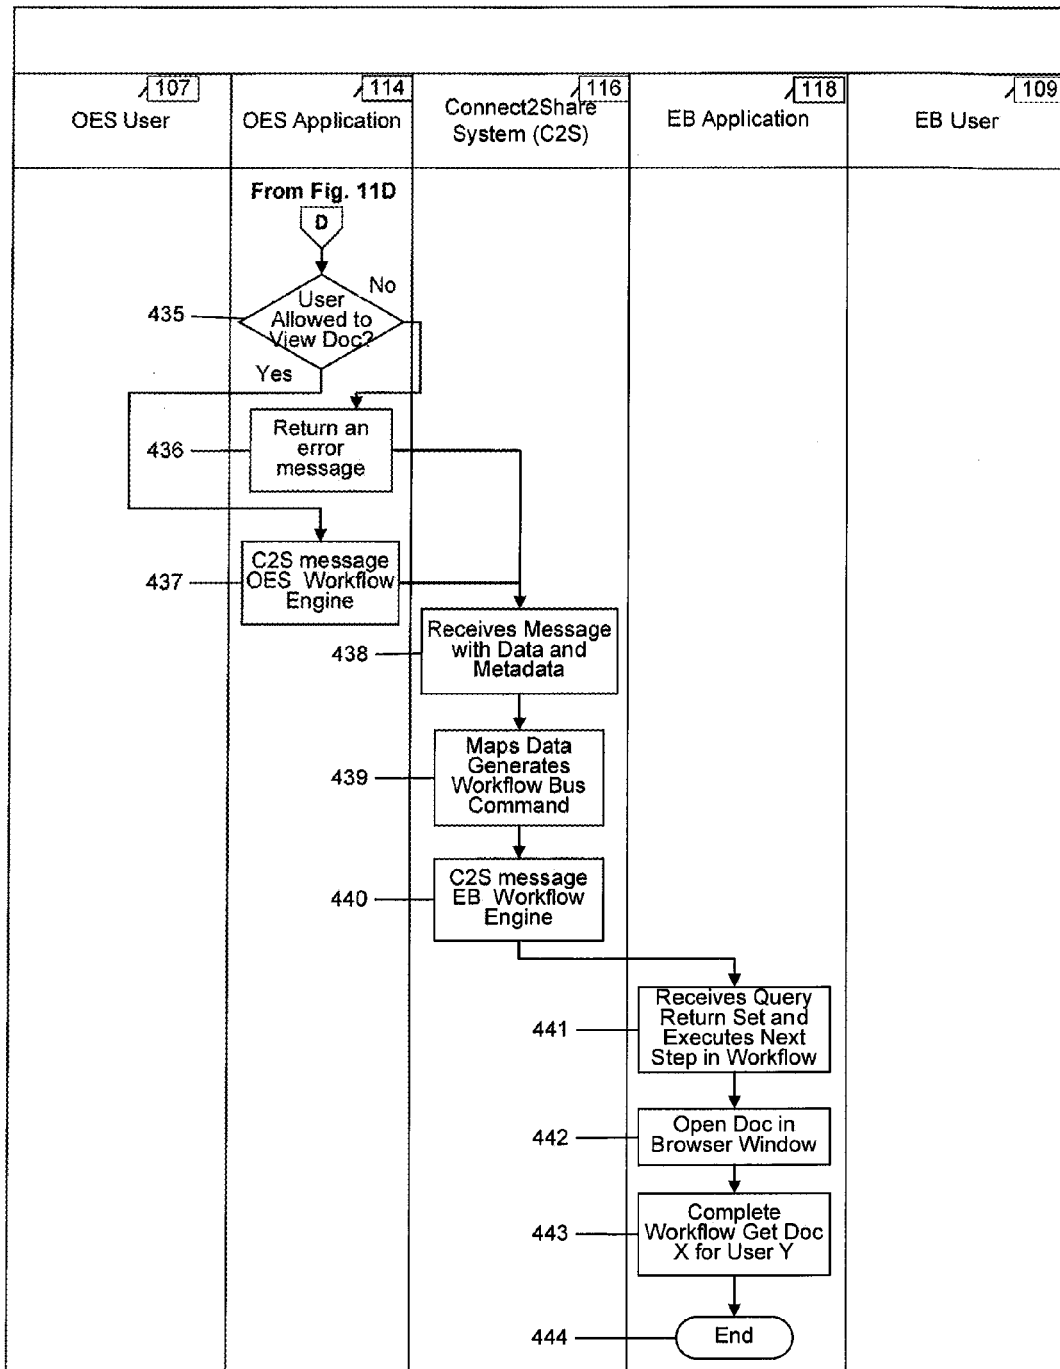 107
OES User
114
OES Application
116
Connect2Share
System (C2S)
118
EB Application
109
EB User
From Fig. 11D
D
No
435
User
Allowed to
View Doc?
Yes
436
Return an
error
message
437
C2S message
OES Workflow
Engine
438
Receives Message
with Data and
Metadata
439
Maps Data
Generates
Workflow Bus
Command
440
C2S message
EB Workflow
Engine
441
Receives Query
Return Set and
Executes Next
Step in Workflow
442
Open Doc in
Browser Window
443
Complete
Workflow Get Doc
X for User Y
444
End